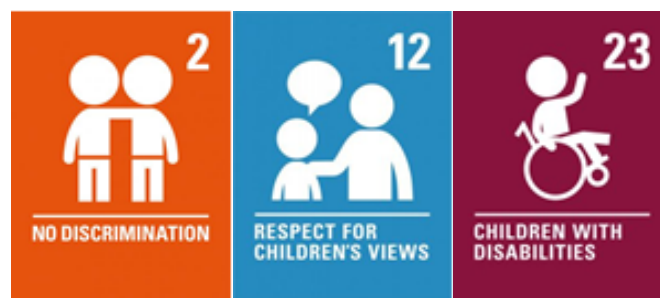 2
NO DISCRIMINATION
12
RESPECT FOR
CHILDREN'S VIEWS
23
CHILDREN WITH
DISABILITIES